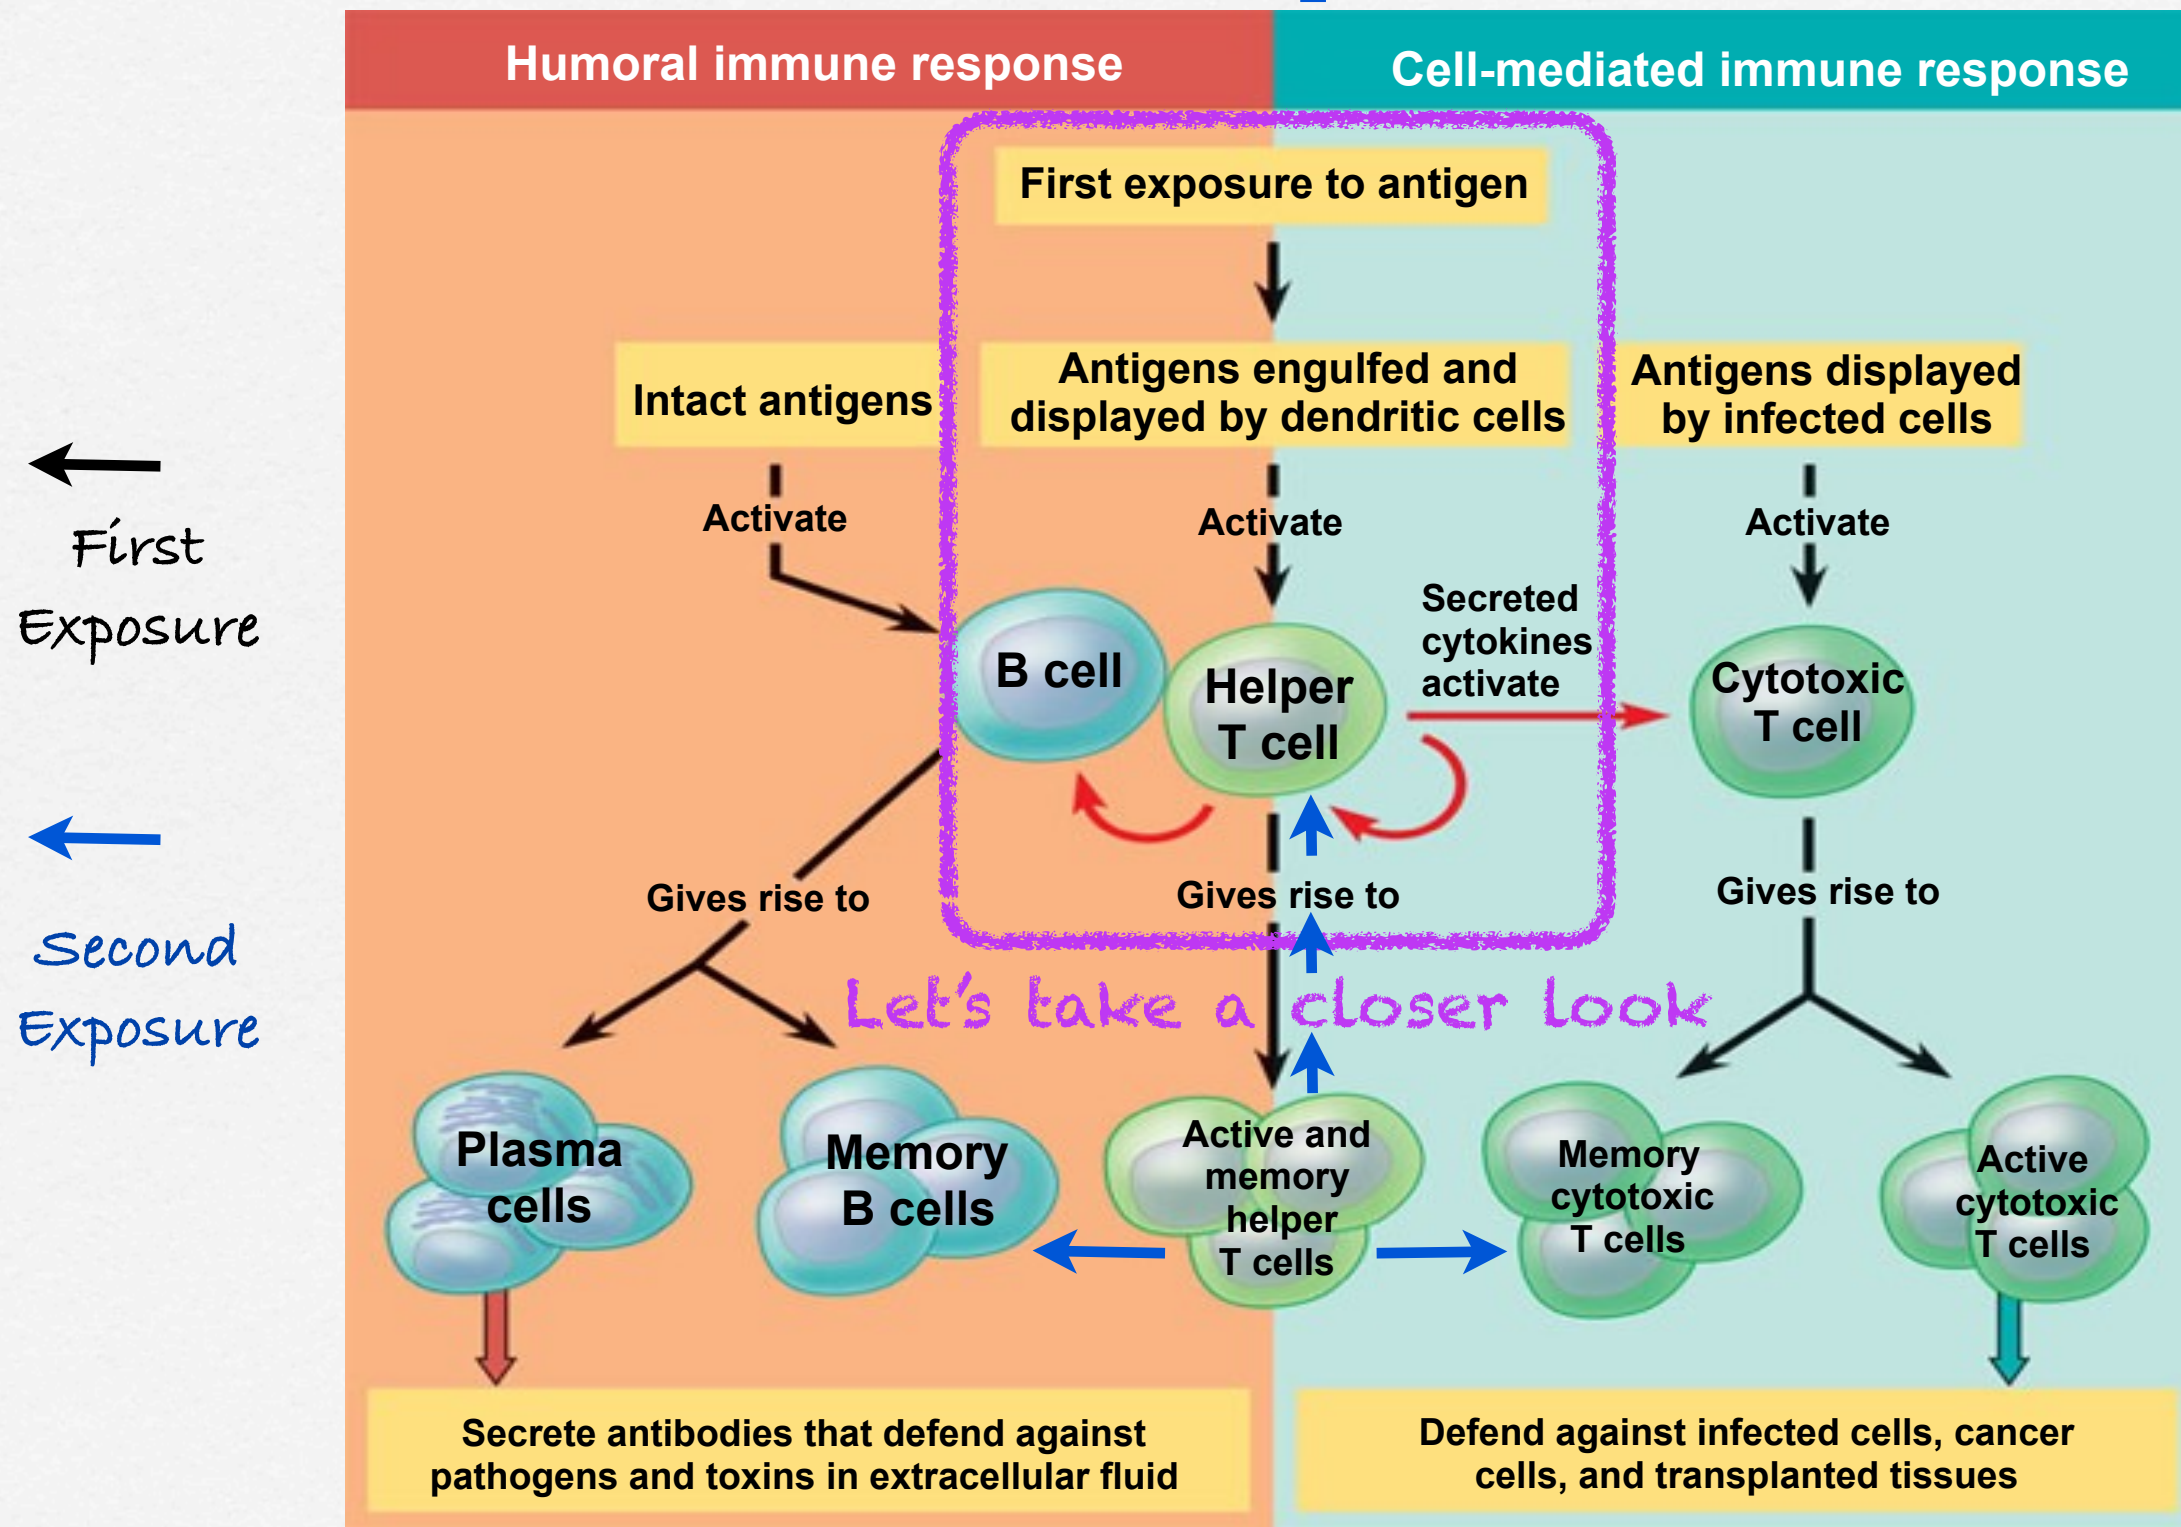 Humoral immune response
Cell-mediated immune response
First exposure to antigen
Intact antigens
Antigens engulfed and
displayed by dendritic cells
Antigens displayed
by infected cells
Activate
Activate
Activate
First
Exposure
B cell
Helper
T cell
Secreted
cytokines
activate
Cytotoxic
T cell
Gives rise to
Gives rise to
Gives rise to
Second
Exposure
Let's take a closer look
Plasma
cells
Memory
B cells
Active and
memory
helper
T cells
Memory
cytotoxic
T cells
Active
cytotoxic
T cells
Secrete antibodies that defend against
pathogens and toxins in extracellular fluid
Defend against infected cells, cancer
cells, and transplanted tissues